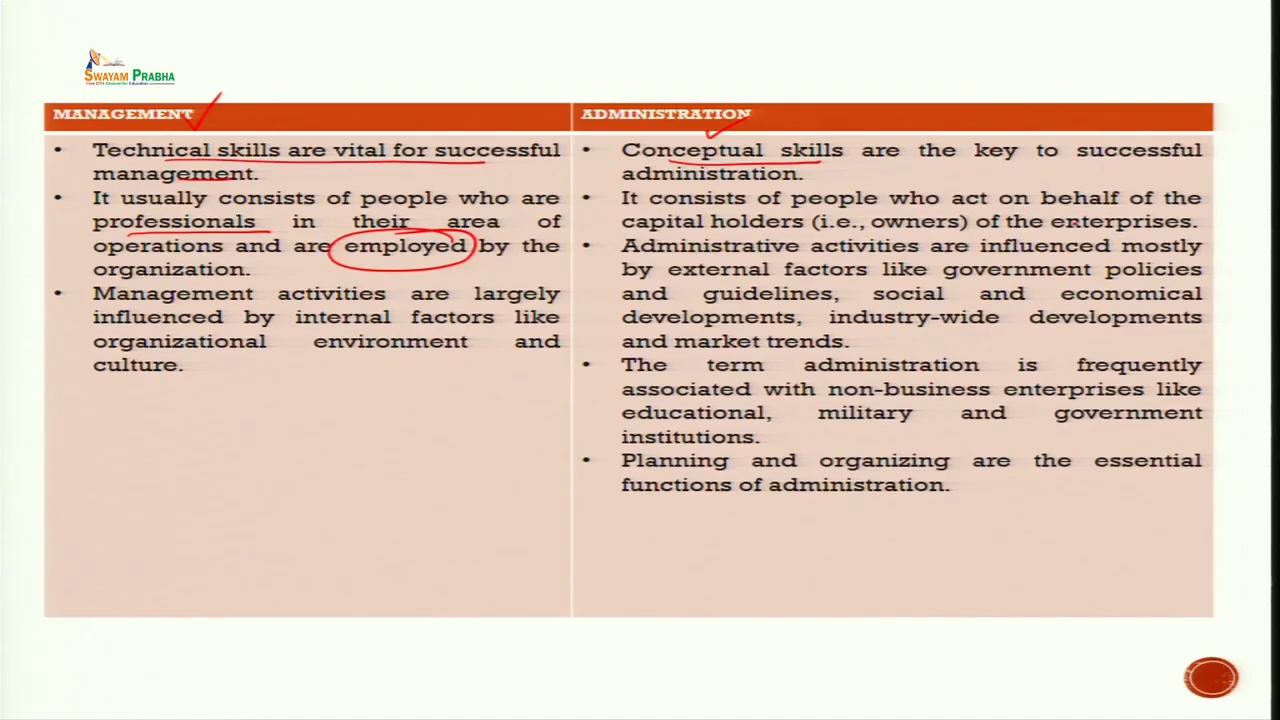 SWAYAM PRABHA
Free DTH Channel for Education
MANAGEMENT
• Technical skills are vital for successful
management.
• It usually consists of people who are
professionals in their area of
operations and are employed by the
organization.
• Management activities are largely
influenced by internal factors like
organizational environment and
culture.
ADMINISTRATION
• Conceptual skills are the key to successful
administration.
• It consists of people who act on behalf of the
capital holders (i.e., owners) of the enterprises.
• Administrative activities are influenced mostly
by external factors like government policies
and guidelines, social and economical
developments, industry-wide developments
and market trends.
• The term administration is frequently
associated with non-business enterprises like
educational, military and government
institutions.
• Planning and organizing are the essential
functions of administration.